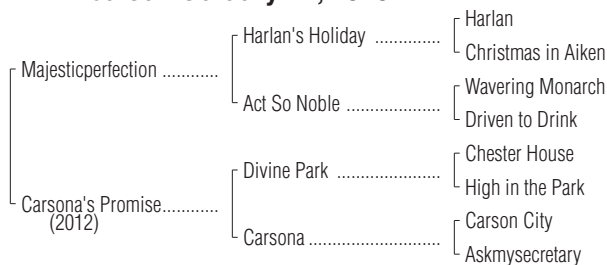 Harlan
Harlan's Holiday ..............
Christmas in Aiken
Majesticperfection ............
Wavering Monarch
Act So Noble .....................
Driven to Drink
Chester House
Divine Park .......................
High in the Park
Carsona's Promise............
(2012)
Carson City
Carsona .............................
Askmysecretary